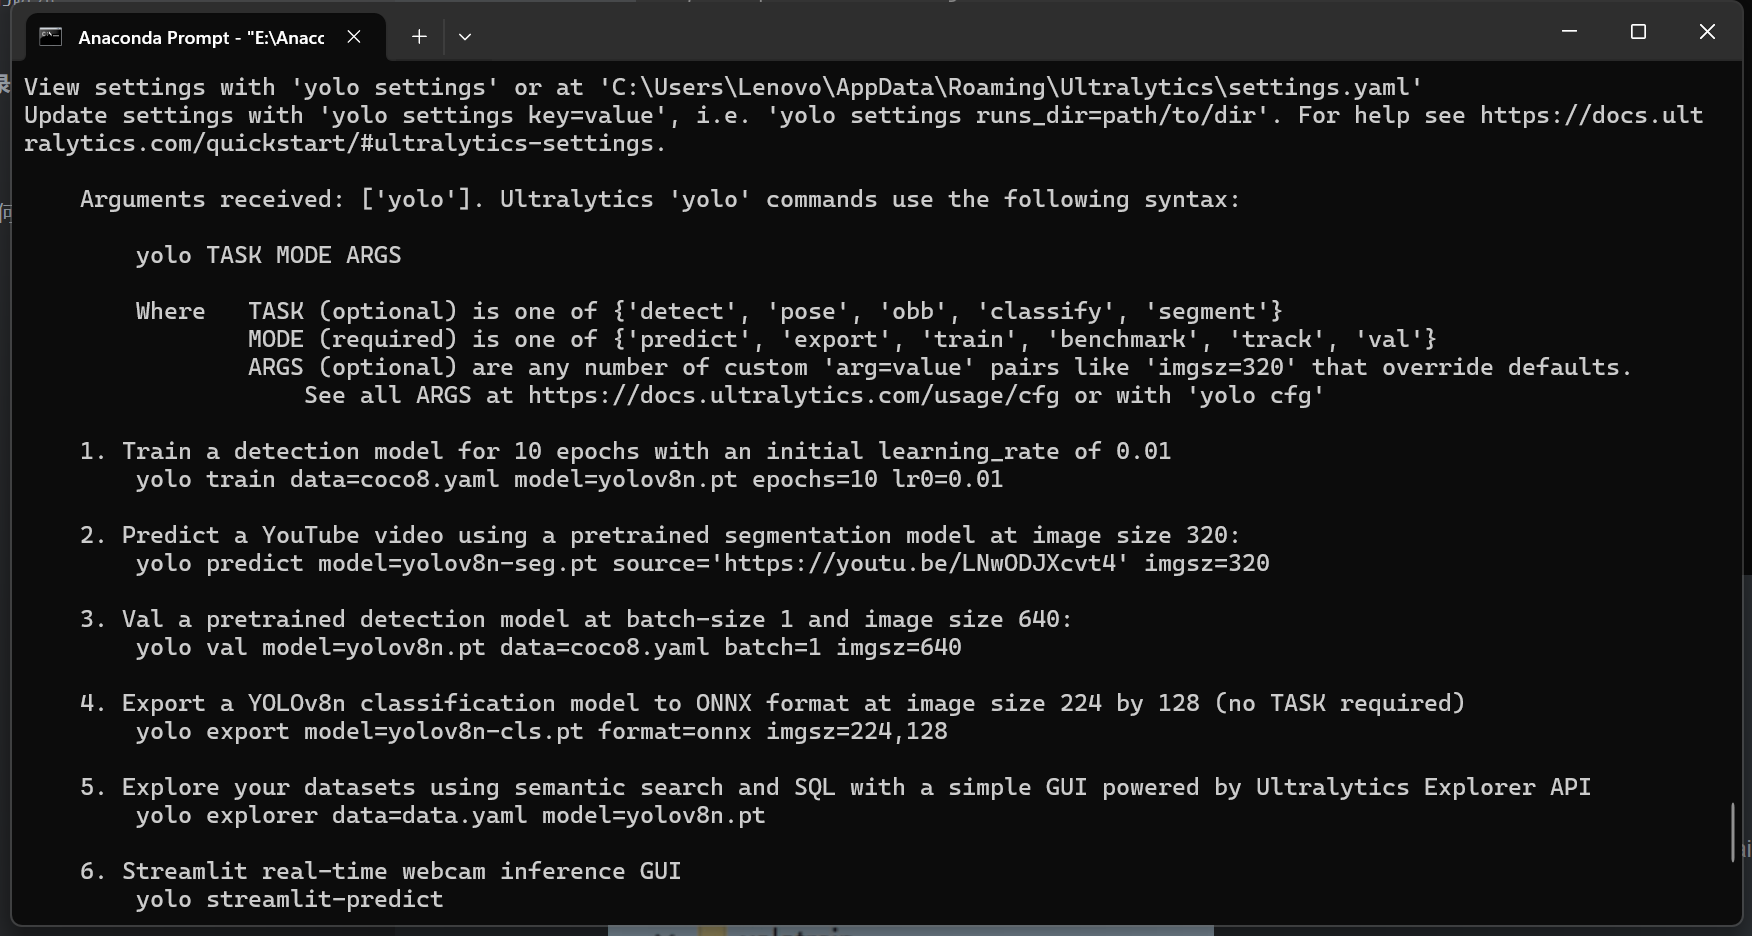 Anaconda Prompt - "E:\Anacc
View settings with 'yolo settings' or at 'C:\Users\Lenovo\AppData\Roaming\Ultralytics\settings.yaml'
Update settings with 'yolo settings key=value', i.e. 'yolo settings runs_dir=path/to/dir'. For help see https://docs.ult
ralytics.com/quickstart/#ultralytics-settings.
Arguments received: ['yolo']. Ultralytics 'yolo' commands use the following syntax:
yolo TASK MODE ARGS
Where   TASK (optional) is one of {'detect', 'pose', 'obb', 'classify', 'segment'}
MODE (required) is one of {'predict', 'export', 'train', 'benchmark', 'track', 'val'}
ARGS (optional) are any number of custom 'arg=value' pairs like 'imgsz=320' that override defaults.
See all ARGS at https://docs.ultralytics.com/usage/cfg or with 'yolo cfg'
1. Train a detection model for 10 epochs with an initial learning_rate of 0.01
yolo train data=coco8.yaml model=yolov8n.pt epochs=10 lr0=0.01
2. Predict a YouTube video using a pretrained segmentation model at image size 320:
yolo predict model=yolov8n-seg.pt source='https://youtu.be/LNwODJXcvt4' imgsz=320
3. Val a pretrained detection model at batch-size 1 and image size 640:
yolo val model=yolov8n.pt data=coco8.yaml batch=1 imgsz=640
4. Export a YOLOv8n classification model to ONNX format at image size 224 by 128 (no TASK required)
yolo export model=yolov8n-cls.pt format=onnx imgsz=224,128
5. Explore your datasets using semantic search and SQL with a simple GUI powered by Ultralytics Explorer API
yolo explorer data=data.yaml model=yolov8n.pt
6. Streamlit real-time webcam inference GUI
yolo streamlit-predict